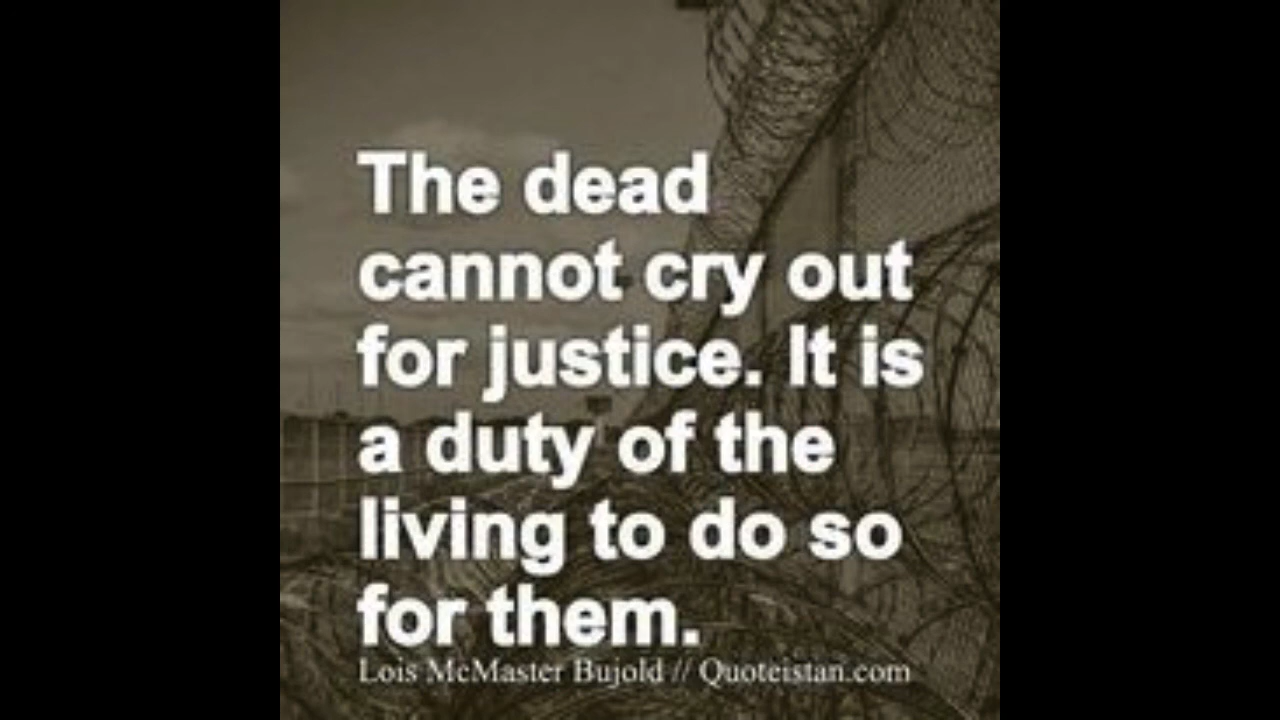 The dead
cannot cry out
for justice. It is
a duty of the
living to do so
for them.
Lois McMaster Bujold // Quoteistan.com